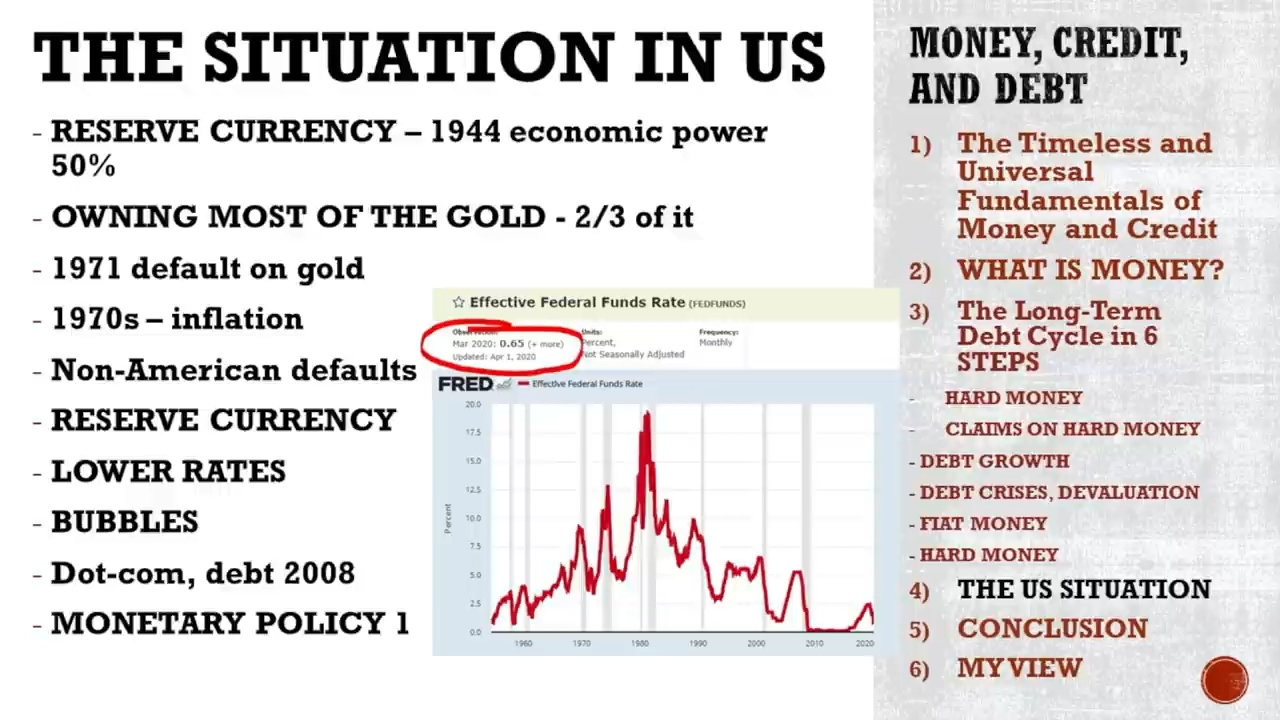 THE SITUATION IN US
- RESERVE CURRENCY – 1944 economic power
50%
- OWNING MOST OF THE GOLD - 2/3 of it
- 1971 default on gold
- 1970s – inflation
- Non-American defaults
- RESERVE CURRENCY
- LOWER RATES
- BUBBLES
- Dot-com, debt 2008
- MONETARY POLICY 1
Effective Federal Funds Rate (FEDFUNDS)
Observation:
Mar 2020: 0.65 (+ more)
Updated: Apr 1, 2020
Units:
Percent,
Not Seasonally Adjusted
Frequency:
Monthly
FRED
Effective Federal Funds Rate
Percent
20.0
17.5
15.0
12.5
10.0
7.5
5.0
2.5
0.0
1960 1970 1980 1990 2000 2010 2020
MONEY, CREDIT,
AND DEBT
1) The Timeless and
Universal
Fundamentals of
Money and Credit
2) WHAT IS MONEY?
3) The Long-Term
Debt Cycle in 6
STEPS
- HARD MONEY
- CLAIMS ON HARD MONEY
- DEBT GROWTH
- DEBT CRISES, DEVALUATION
- FIAT MONEY
- HARD MONEY
4) THE US SITUATION
5) CONCLUSION
6) MY VIEW